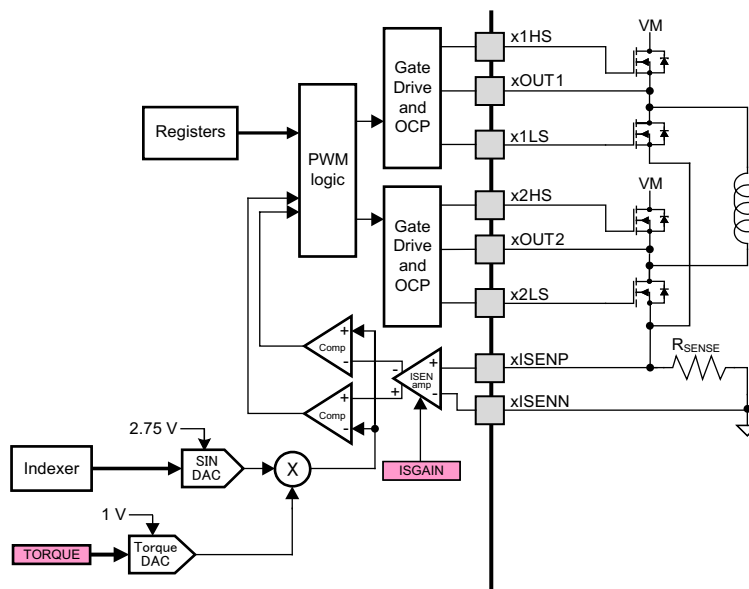 x1HS
VM
Gate
Drive
and
OCP
xOUT1
Registers
PWM
logic
x1LS
x2HS
VM
Gate
Drive
and
OCP
xOUT2
x2LS
+
Comp
-
xISENP
RSENSE
-
+
ISEN
amp
+
-
+
Comp
-
xISENN
2.75 V
Indexer
SIN
DAC
X
ISGAIN
1 V
TORQUE
Torque
DAC